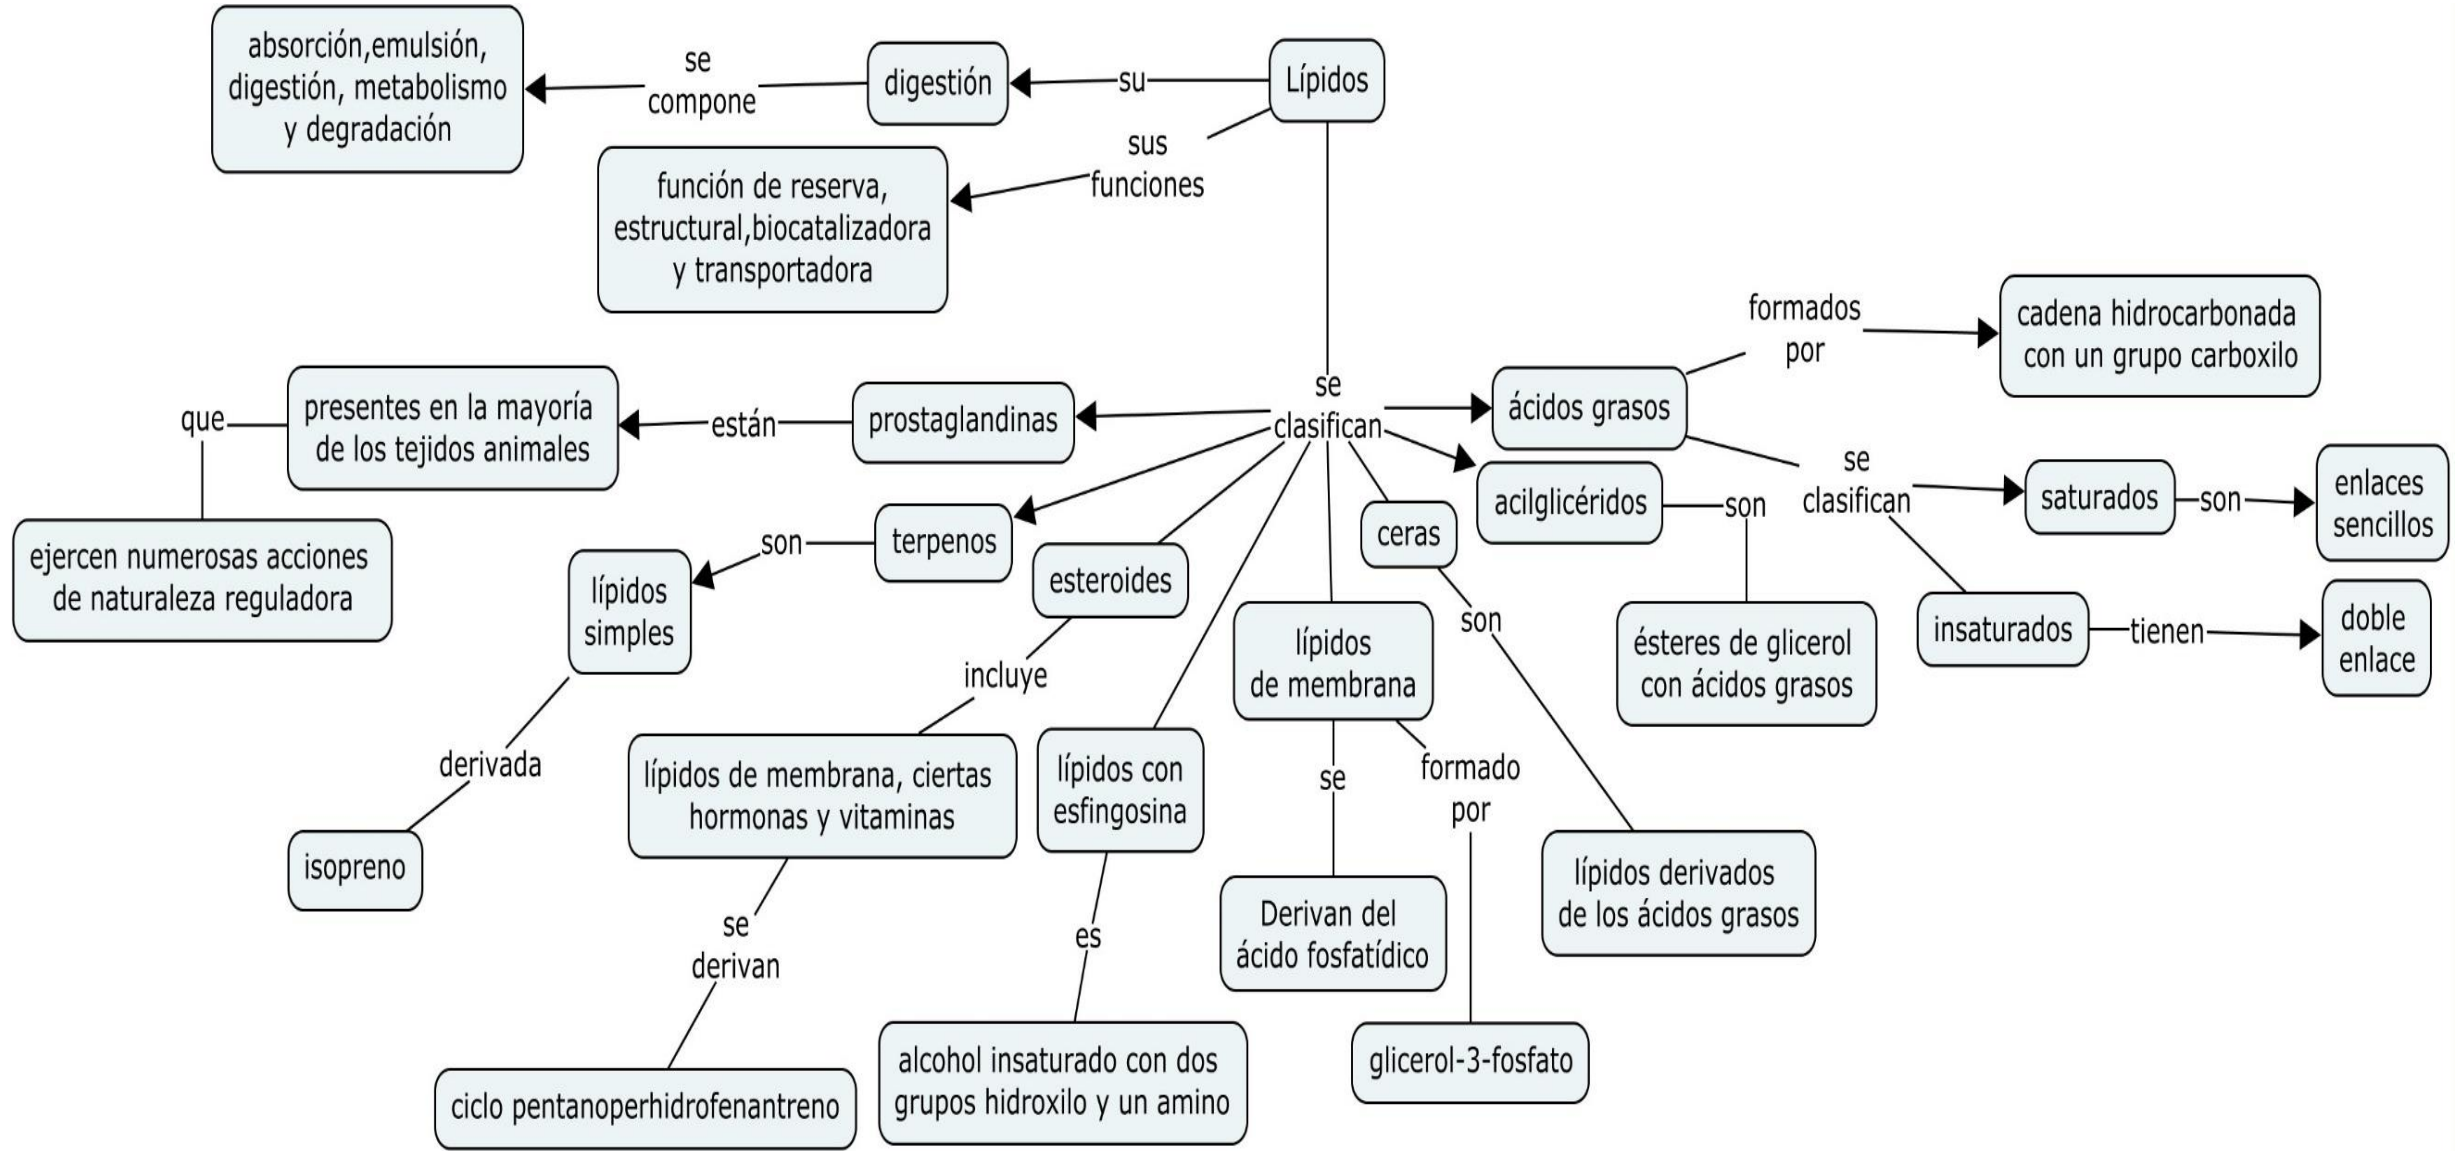 Lípidos
su
digestión
se
compone
absorción,emulsión,
digestión, metabolismo
y degradación
sus
funciones
función de reserva,
estructural,biocatalizadora
y transportadora
se
clasifican
ácidos grasos
formados
por
cadena hidrocarbonada
con un grupo carboxilo
se
clasifican
saturados
son
enlaces
sencillos
insaturados
tienen
doble
enlace
acilglicéridos
son
ésteres de glicerol
con ácidos grasos
ceras
son
lípidos derivados
de los ácidos grasos
lípidos
de membrana
se
Derivan del
ácido fosfatídico
formado
por
glicerol-3-fosfato
lípidos con
esfingosina
es
alcohol insaturado con dos
grupos hidroxilo y un amino
esteroides
incluye
lípidos de membrana, ciertas
hormonas y vitaminas
se
derivan
ciclo pentanoperhidrofenantreno
terpenos
son
lípidos
simples
derivada
isopreno
prostaglandinas
están
presentes en la mayoría
de los tejidos animales
que
ejercen numerosas acciones
de naturaleza reguladora